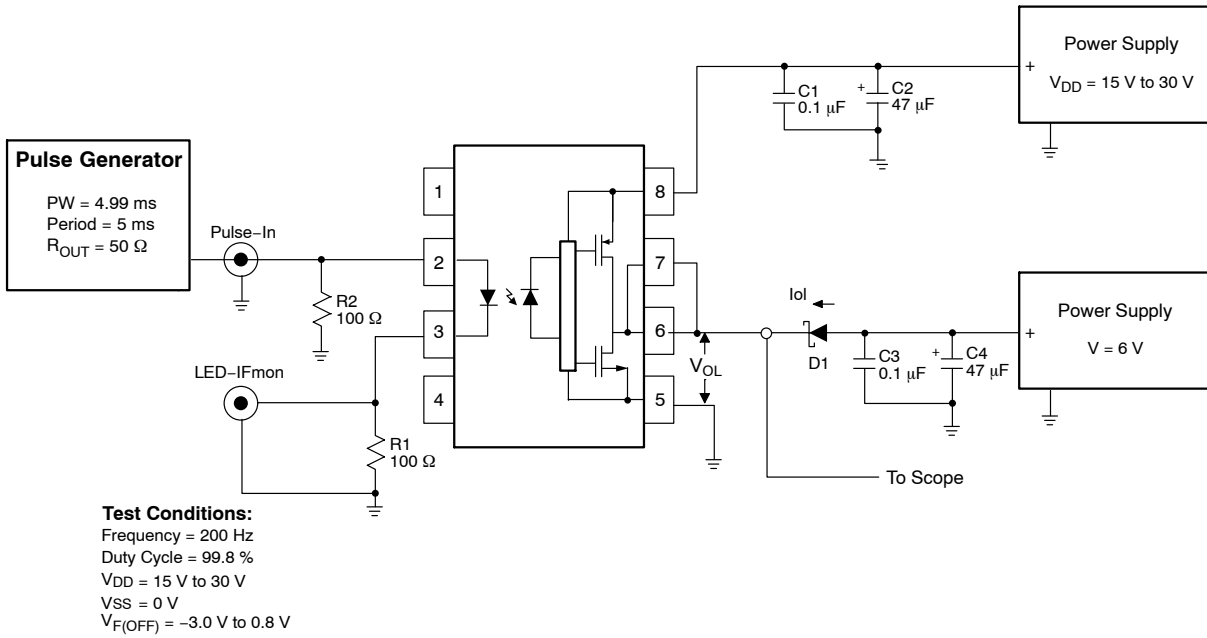 Power Supply
VDD = 15 V to 30 V
+
C1
0.1 μF
+
C2
47 μF
Pulse Generator
PW = 4.99 ms
Period = 5 ms
ROUT = 50 Ω
Pulse−In
R2
100 Ω
LED−IFmon
R1
100 Ω
1
2
3
4
8
7
6
5
VOL
Iol
D1
C3
0.1 μF
+
C4
47 μF
+
Power Supply
V = 6 V
To Scope
Test Conditions:
Frequency = 200 Hz
Duty Cycle = 99.8 %
VDD = 15 V to 30 V
VSS = 0 V
VF(OFF) = −3.0 V to 0.8 V